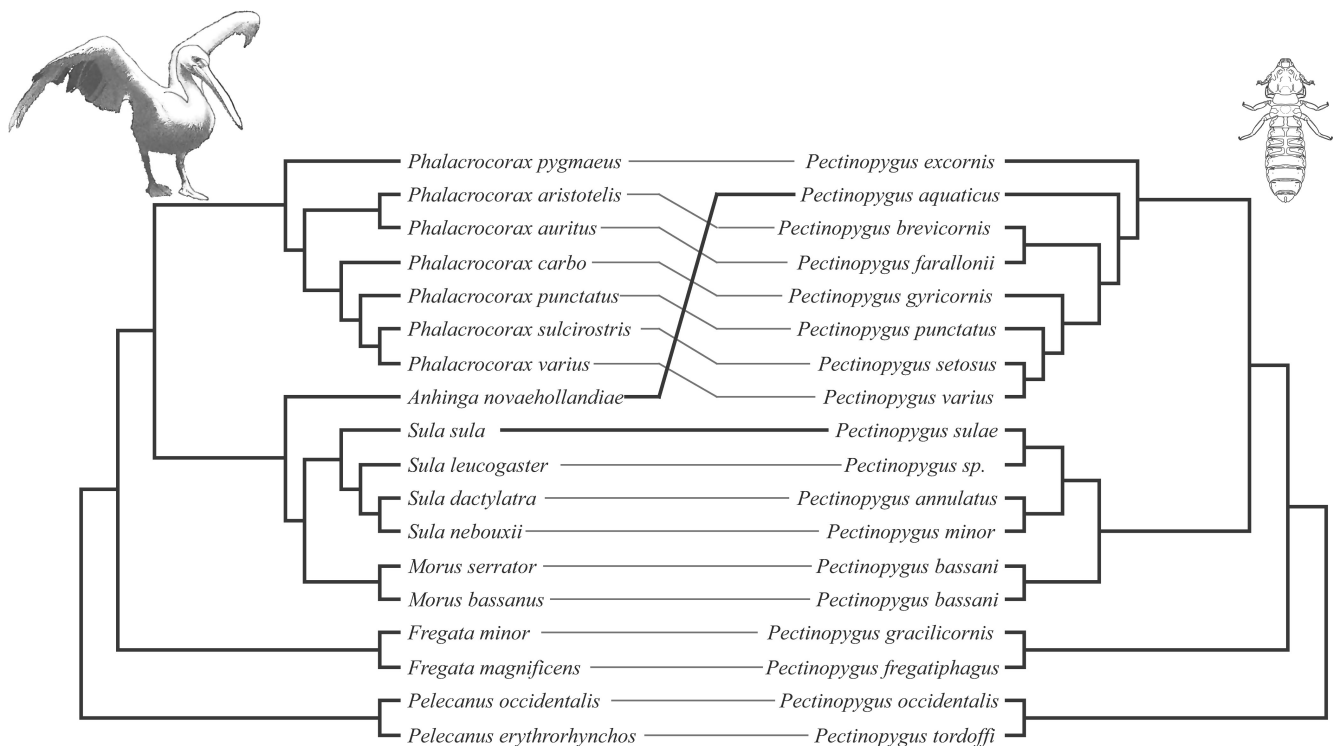 Phalacrocorax pygmaeus Pectinopygus excornis
Phalacrocorax aristotelis Pectinopygus aquaticus
Phalacrocorax auritus Pectinopygus brevicornis
Phalacrocorax carbo Pectinopygus farallonii
Phalacrocorax punctatus Pectinopygus gyricornis
Phalacrocorax sulcirostris Pectinopygus punctatus
Phalacrocorax varius Pectinopygus setosus
Anhinga novaehollandiae Pectinopygus varius
Sula sula Pectinopygus sulae
Sula leucogaster Pectinopygus sp.
Sula dactylatra Pectinopygus annulatus
Sula nebouxii Pectinopygus minor
Morus serrator Pectinopygus bassani
Morus bassanus Pectinopygus bassani
Fregata minor Pectinopygus gracilicornis
Fregata magnificens Pectinopygus fregatiphagus
Pelecanus occidentalis Pectinopygus occidentalis
Pelecanus erythrorhynchos Pectinopygus tordoffi